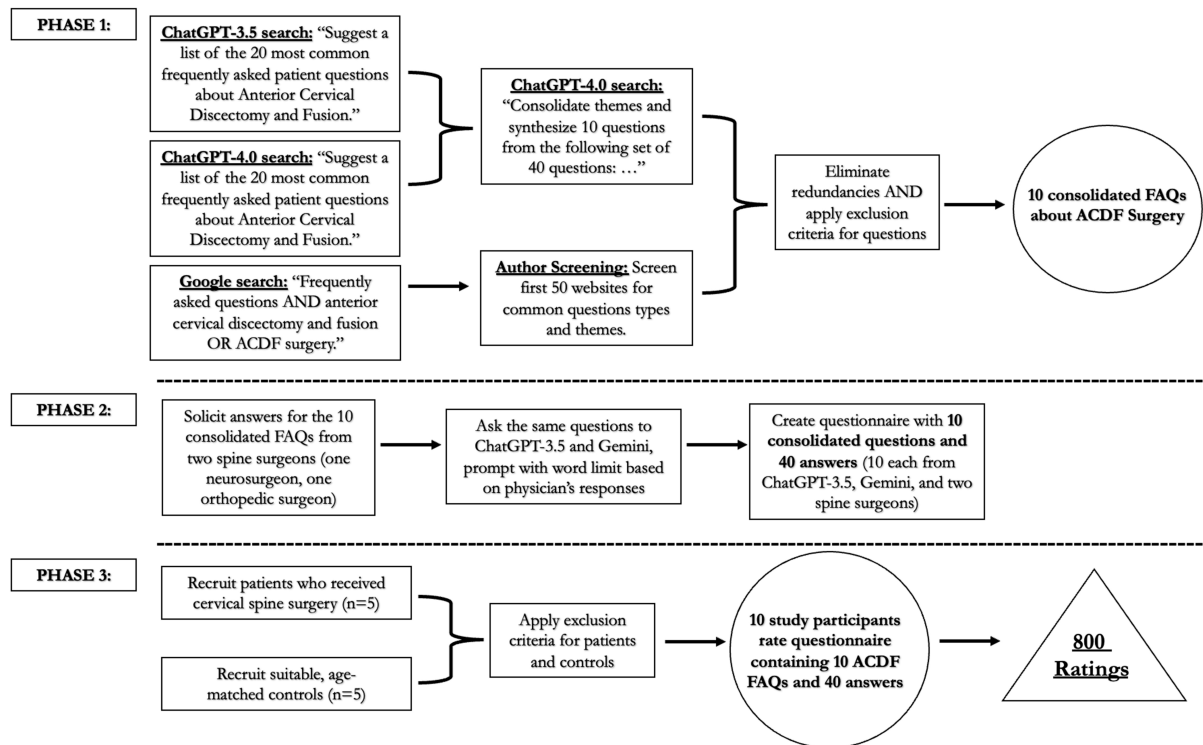 PHASE 1:
ChatGPT-3.5 search: “Suggest a
list of the 20 most common
frequently asked patient questions
about Anterior Cervical
Discectomy and Fusion.”
ChatGPT-4.0 search: “Suggest a
list of the 20 most common
frequently asked patient questions
about Anterior Cervical
Discectomy and Fusion.”
Google search: “Frequently
asked questions AND anterior
cervical discectomy and fusion
OR ACDF surgery.”
ChatGPT-4.0 search:
“Consolidate themes and
synthesize 10 questions
from the following set of
40 questions: …”
Author Screening: Screen
first 50 websites for
common questions types
and themes.
Eliminate
redundancies AND
apply exclusion
criteria for questions
10 consolidated FAQs
about ACDF Surgery
PHASE 2:
Solicit answers for the 10
consolidated FAQs from
two spine surgeons (one
neurosurgeon, one
orthopedic surgeon)
Ask the same questions to
ChatGPT-3.5 and Gemini,
prompt with word limit based
on physician’s responses
Create questionnaire with 10
consolidated questions and
40 answers (10 each from
ChatGPT-3.5, Gemini, and two
spine surgeons)
PHASE 3:
Recruit patients who received
cervical spine surgery (n=5)
Recruit suitable, age-
matched controls (n=5)
Apply exclusion
criteria for patients
and controls
10 study participants
rate questionnaire
containing 10 ACDF
FAQs and 40 answers
800
Ratings